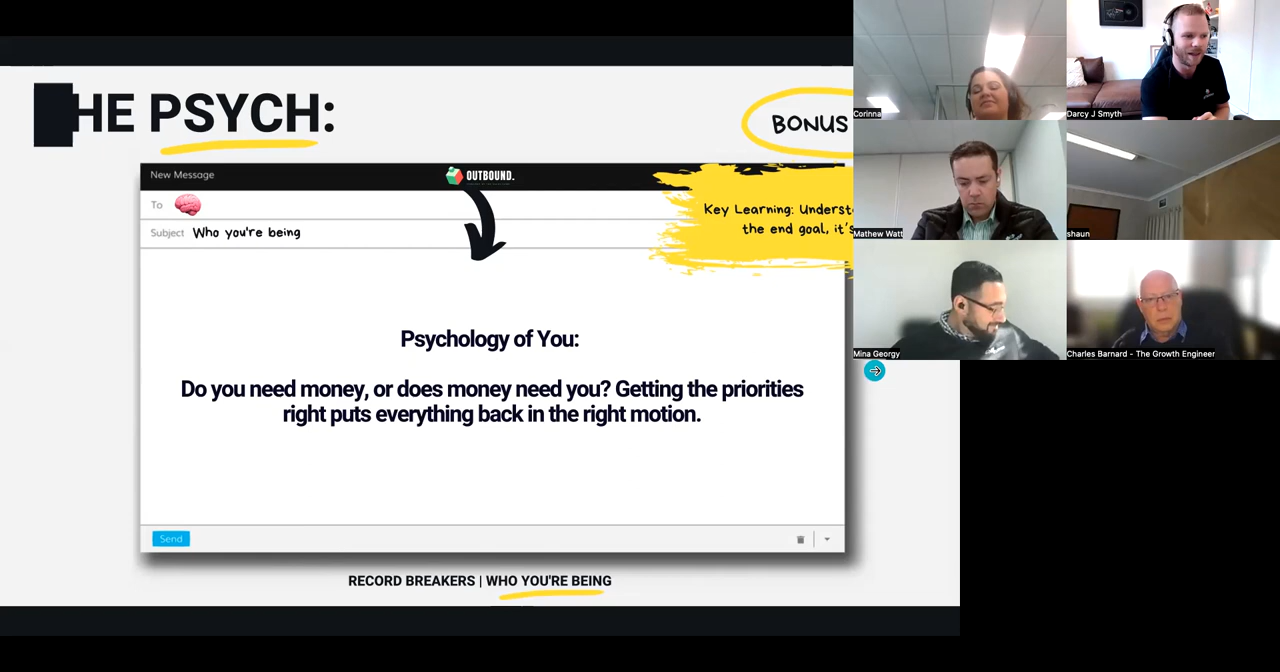 HE PSYCH:
BONUS
New Message
OUTBOUND.
To
Key Learning: Underst
the end goal, it's
Subject Who you're being
Psychology of You:
Do you need money, or does money need you? Getting the priorities
right puts everything back in the right motion.
Send
RECORD BREAKERS | WHO YOU'RE BEING
Corinna
Darcy J Smyth
Mathew Watt
shaun
Mina Georgy
Charles Barnard - The Growth Engineer